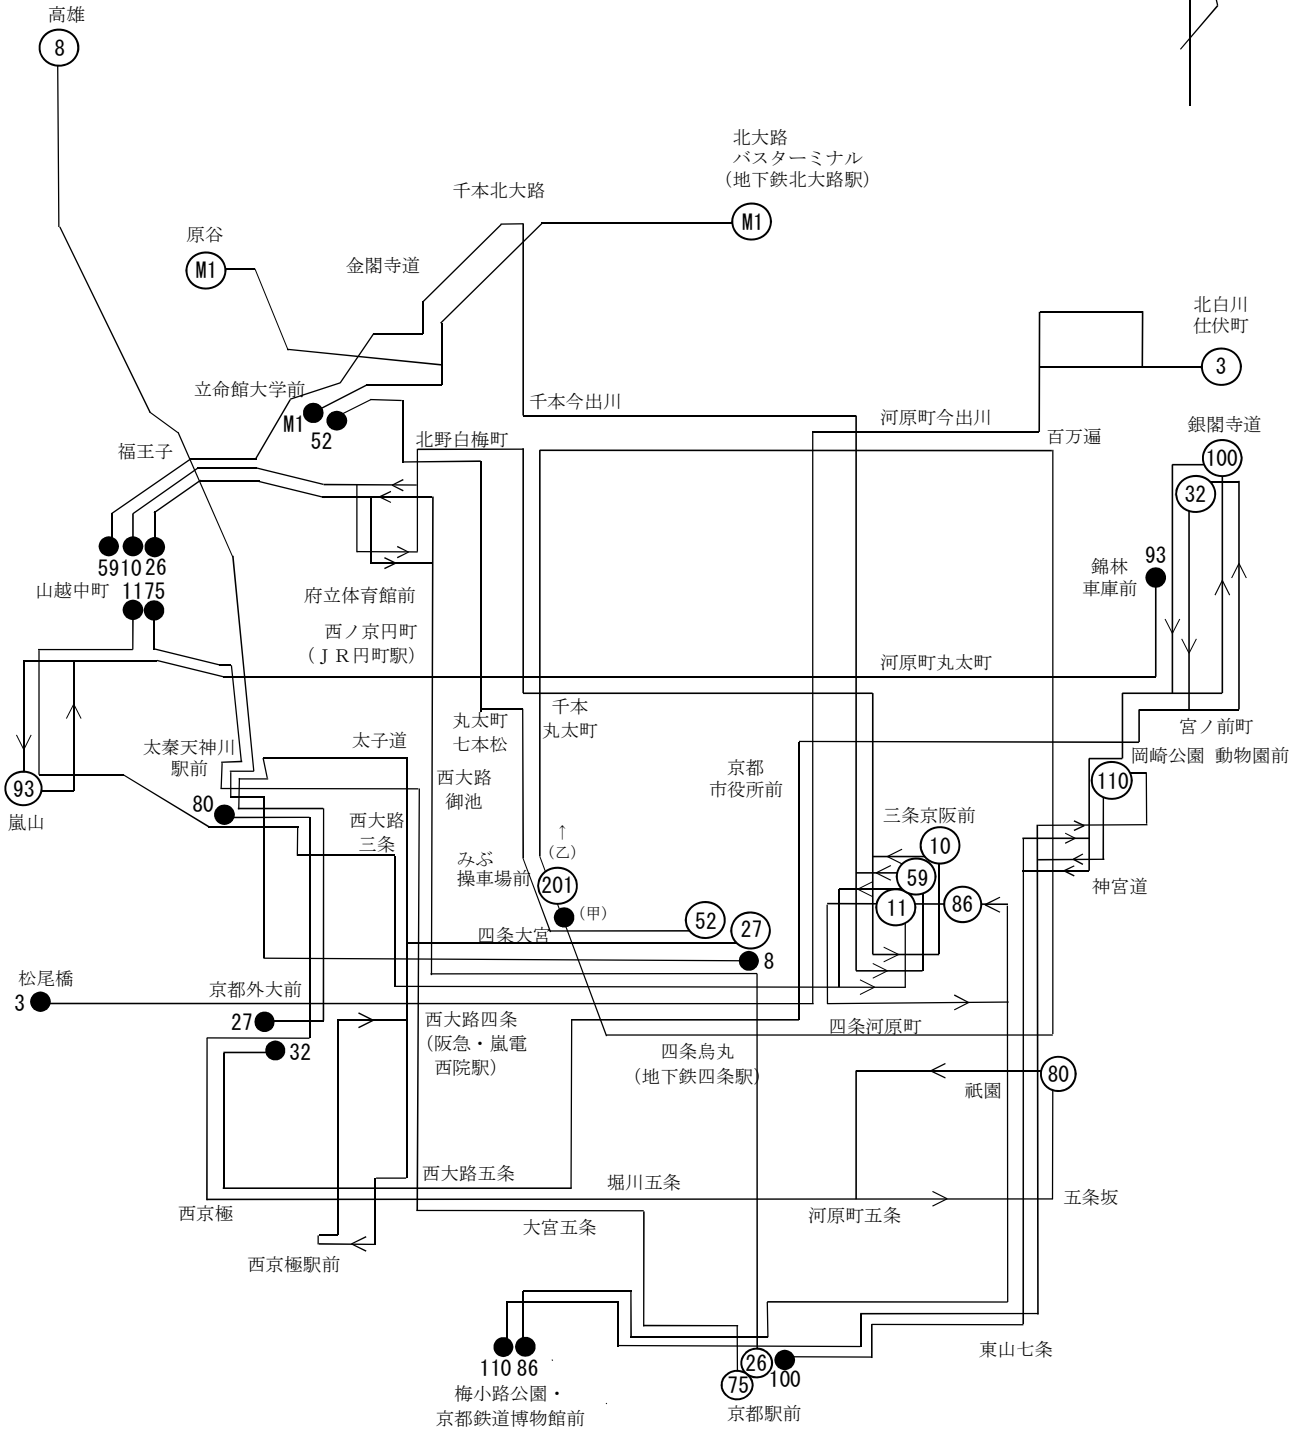 高雄
8
北大路
バスターミナル
(地下鉄北大路駅)
千本北大路
M1
原谷
M1
金閣寺道
北白川
仕伏町
3
立命館大学前
M1
52
千本今出川
河原町今出川
百万遍
銀閣寺道
100
32
福王子
北野白梅町
59
10
26
山越中町
11
75
府立体育館前
西ノ京円町
(ＪＲ円町駅)
93
錦林
車庫前
河原町丸太町
丸太町
七本松
千本
丸太町
宮ノ前町
岡崎公園 動物園前
太秦天神川
駅前
太子道
西大路
御池
京都
市役所前
110
93
嵐山
80
西大路
三条
三条京阪前
10
みぶ
操車場前
↑
(乙)
201
(甲)
59
11
86
神宮道
52
27
四条大宮
8
松尾橋
3
京都外大前
27
32
西大路四条
(阪急・嵐電
西院駅)
四条河原町
四条烏丸
(地下鉄四条駅)
80
祇園
西大路五条
堀川五条
五条坂
西京極
大宮五条
河原町五条
西京極駅前
東山七条
110
86
梅小路公園・
京都鉄道博物館前
26
75
100
京都駅前